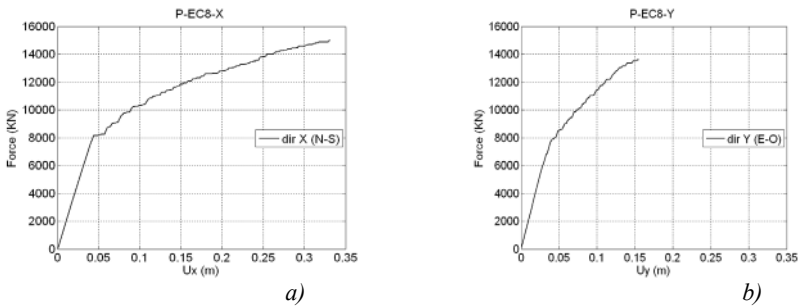 P-EC8-X
16000
14000
12000
10000
8000
6000
4000
2000
0
Force (KN)
dir X (N-S)
0 0.05 0.1 0.15 0.2 0.25 0.3 0.35
Ux (m)
a)
P-EC8-Y
16000
14000
12000
10000
8000
6000
4000
2000
0
Force (KN)
dir Y (E-O)
0 0.05 0.1 0.15 0.2 0.25 0.3 0.35
Uy (m)
b)